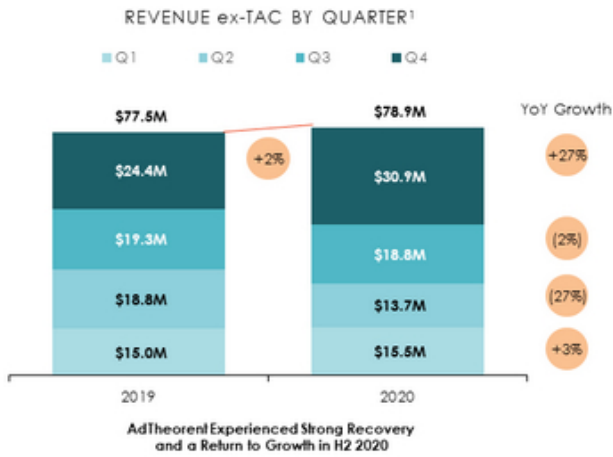 REVENUE ex-TAC BY QUARTER¹
Q1 Q2 Q3 Q4
$77.5M $78.9M YoY Growth
$24.4M +2% $30.9M +27%
$19.3M $18.8M (2%)
$18.8M $13.7M (27%)
$15.0M $15.5M +3%
2019 2020
AdTheorent Experienced Strong Recovery
and a Return to Growth in H2 2020